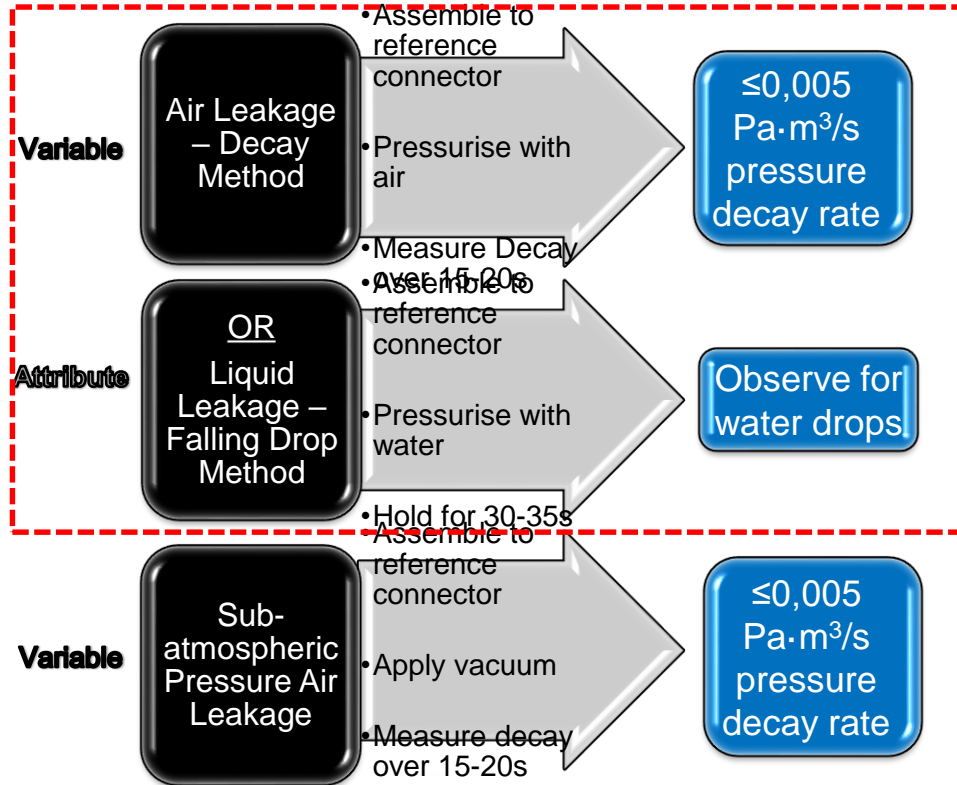 Variable
Air Leakage
– Decay
Method
•Assemble to
reference
connector
•Pressurise with
air
•Measure Decay
over 15-20s
≤0,005
Pa·m³/s
pressure
decay rate
Attribute
OR
Liquid
Leakage –
Falling Drop
Method
•Assemble to
reference
connector
•Pressurise with
water
•Hold for 30-35s
Observe for
water drops
Variable
Sub-
atmospheric
Pressure Air
Leakage
•Assemble to
reference
connector
•Apply vacuum
•Measure decay
over 15-20s
≤0,005
Pa·m³/s
pressure
decay rate